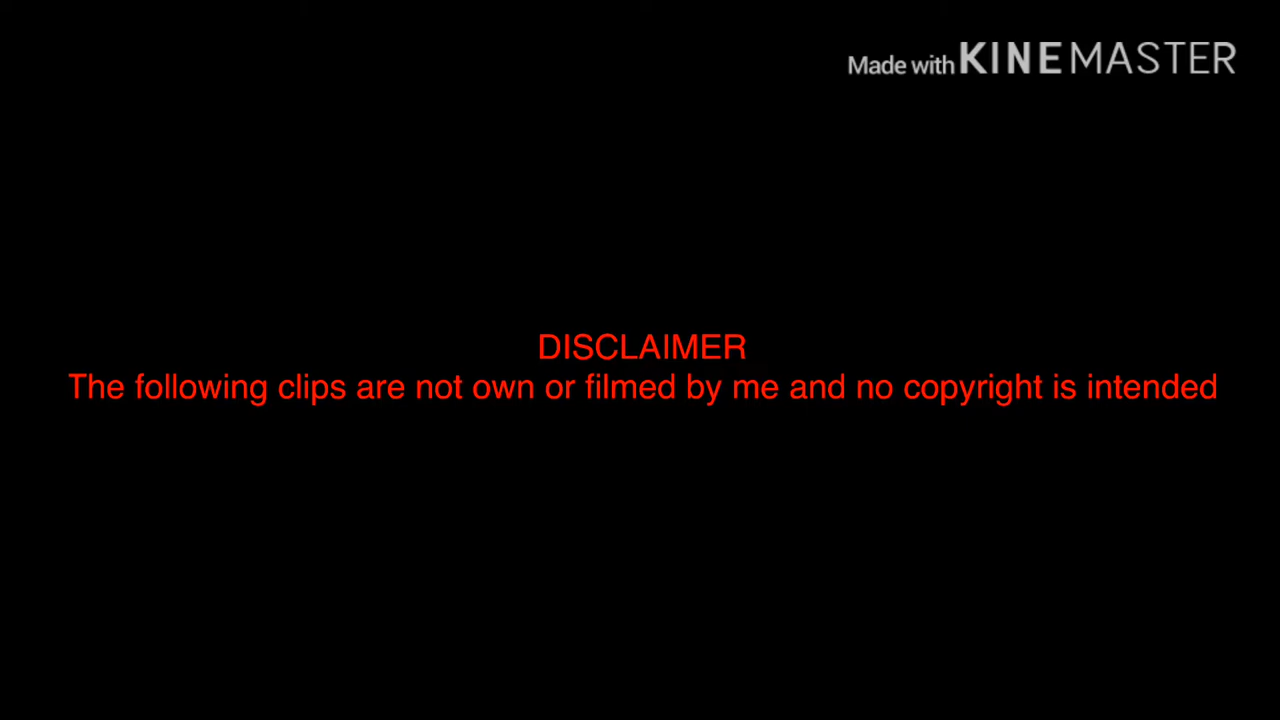 Made with KINEMASTER
DISCLAIMER
The following clips are not own or filmed by me and no copyright is intended